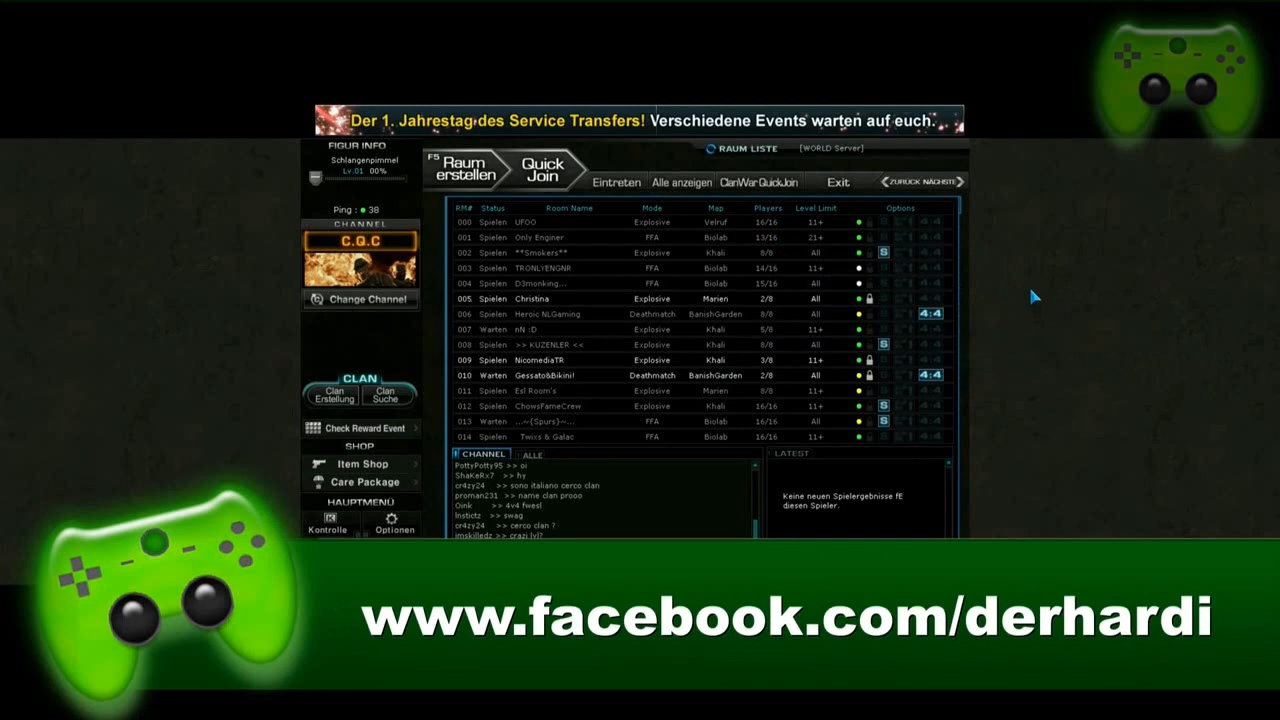 Der 1. Jahrestag des Service Transfers! Verschiedene Events warten auf euch.
FIGUR INFO
Schlangenpimmel
Lv.01 00%
Ping : 38
CHANNEL
C.Q.C
Change Channel
CLAN
Clan Erstellung
Clan Suche
Check Reward Event
SHOP
Item Shop
Care Package
HAUPTMENÜ
Kontrolle Optionen
F5 Raum erstellen
Quick Join
RAUM LISTE [WORLD Server]
Eintreten Alle anzeigen ClanWar QuickJoin Exit ZURÜCK NÄCHSTE
RM# Status Room Name Mode Map Players Level Limit Options
000 Spielen UFOO Explosive Velruf 16/16 11+
001 Spielen Only Enginer FFA Biolab 13/16 21+
002 Spielen **Smokers** Explosive Khali 8/8 All S
003 Spielen TRONLYENGNR FFA Biolab 14/16 11+
004 Spielen D3monking... FFA Biolab 15/16 All
005 Spielen Christina Explosive Marien 2/8 All
006 Spielen Heroic NLGaming Deathmatch BanishGarden 8/8 All 4:4
007 Warten nN :D Explosive Khali 5/8 11+
008 Spielen >> KUZENLER << Explosive Khali 8/8 All S
009 Spielen NicomediaTR Explosive Khali 3/8 11+
010 Warten Gessato&Bikini! Deathmatch BanishGarden 2/8 All 4:4
011 Spielen Esl Room's Explosive Marien 8/8 11+
012 Spielen ChowsFameCrew Explosive Khali 16/16 11+ S
013 Warten ...~{Spurs}~... FFA Biolab 16/16 All S
014 Spielen Twixs & Galac FFA Biolab 16/16 11+
CHANNEL ALLE
PottyPotty95 >> oi
ShaKeRx7 >> hy
cr4zy24 >> sono italiano cerco clan
proman231 >> name clan prooo
Oink >> 4v4 fwesl
Instictz >> swag
cr4zy24 >> cerco clan ?
imskilledz >> crazi lvl?
LATEST
Keine neuen Spielergebnisse fE
diesen Spieler.
www.facebook.com/derhardi